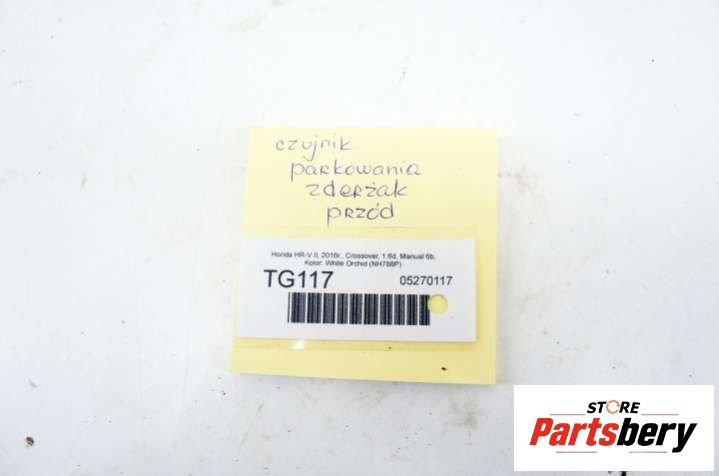 czujnik
parkowania
zderżak
przód
Honda HR-V II, 2016r., Crossover, 1.6d, Manual 6b,
Kolor: White Orchid (NH788P)
TG117 05270117
STORE
Partsbery